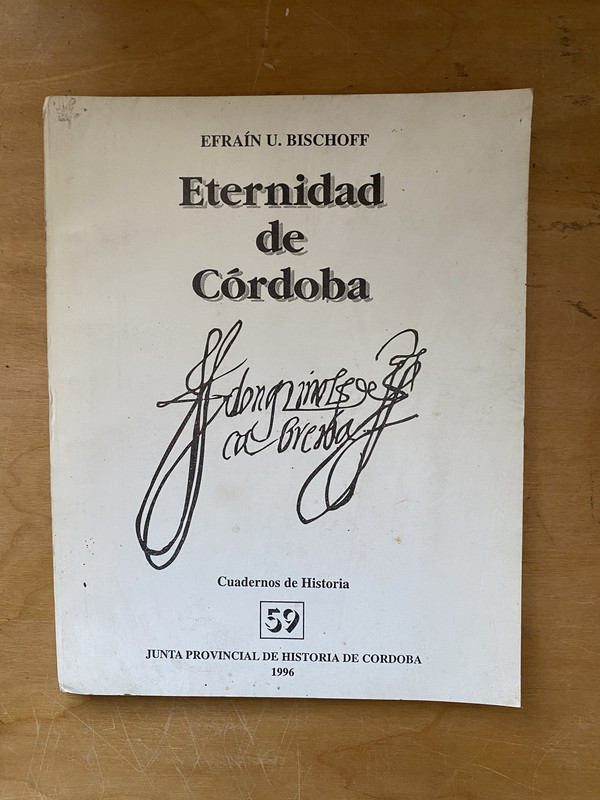 EFRAÍN U. BISCHOFF
Eternidad
de
Córdoba
Cuadernos de Historia
59
JUNTA PROVINCIAL DE HISTORIA DE CORDOBA
1996